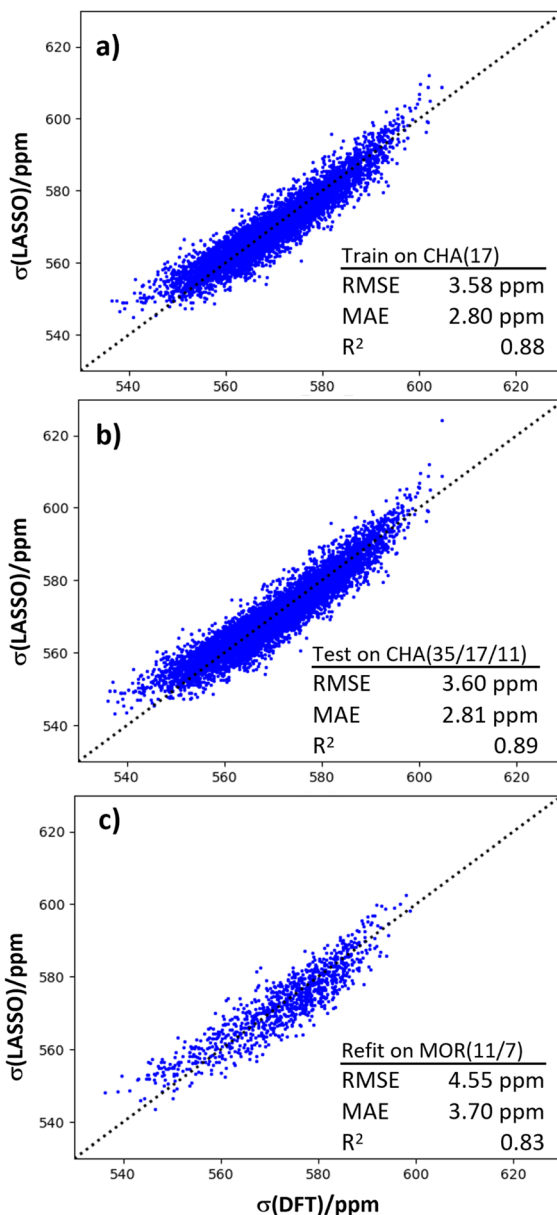 a)
σ(LASSO)/ppm
620
600
580
560
540
Train on CHA(17)
RMSE 3.58 ppm
MAE 2.80 ppm
R² 0.88
540 560 580 600 620
b)
σ(LASSO)/ppm
620
600
580
560
540
Test on CHA(35/17/11)
RMSE 3.60 ppm
MAE 2.81 ppm
R² 0.89
540 560 580 600 620
c)
σ(LASSO)/ppm
620
600
580
560
540
Refit on MOR(11/7)
RMSE 4.55 ppm
MAE 3.70 ppm
R² 0.83
540 560 580 600 620
σ(DFT)/ppm